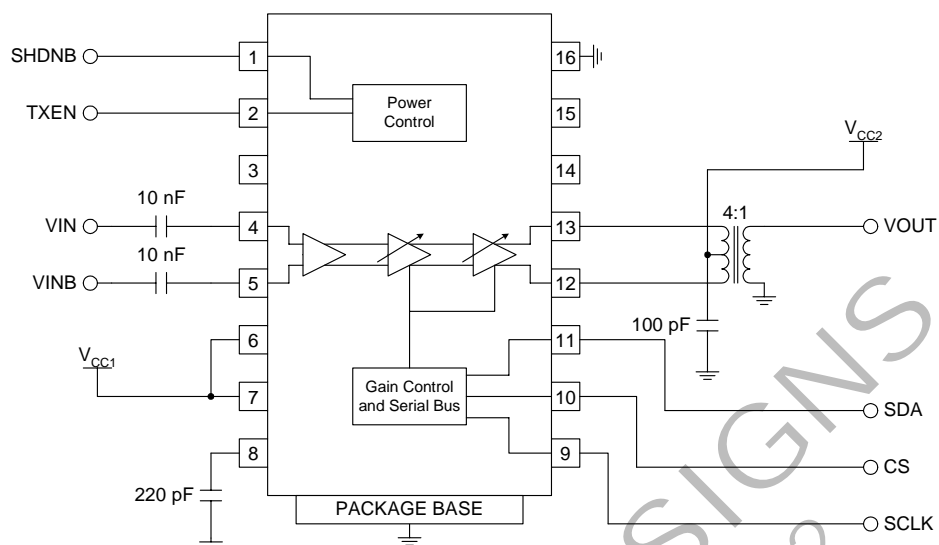 SHDNB
1
16
TXEN
2
Power
Control
15
3
14
V_CC2
10 nF
4:1
VIN
4
13
VOUT
10 nF
VINB
5
12
100 pF
6
11
V_CC1
7
Gain Control
and Serial Bus
10
SDA
8
9
CS
220 pF
PACKAGE BASE
SCLK
SIGNS